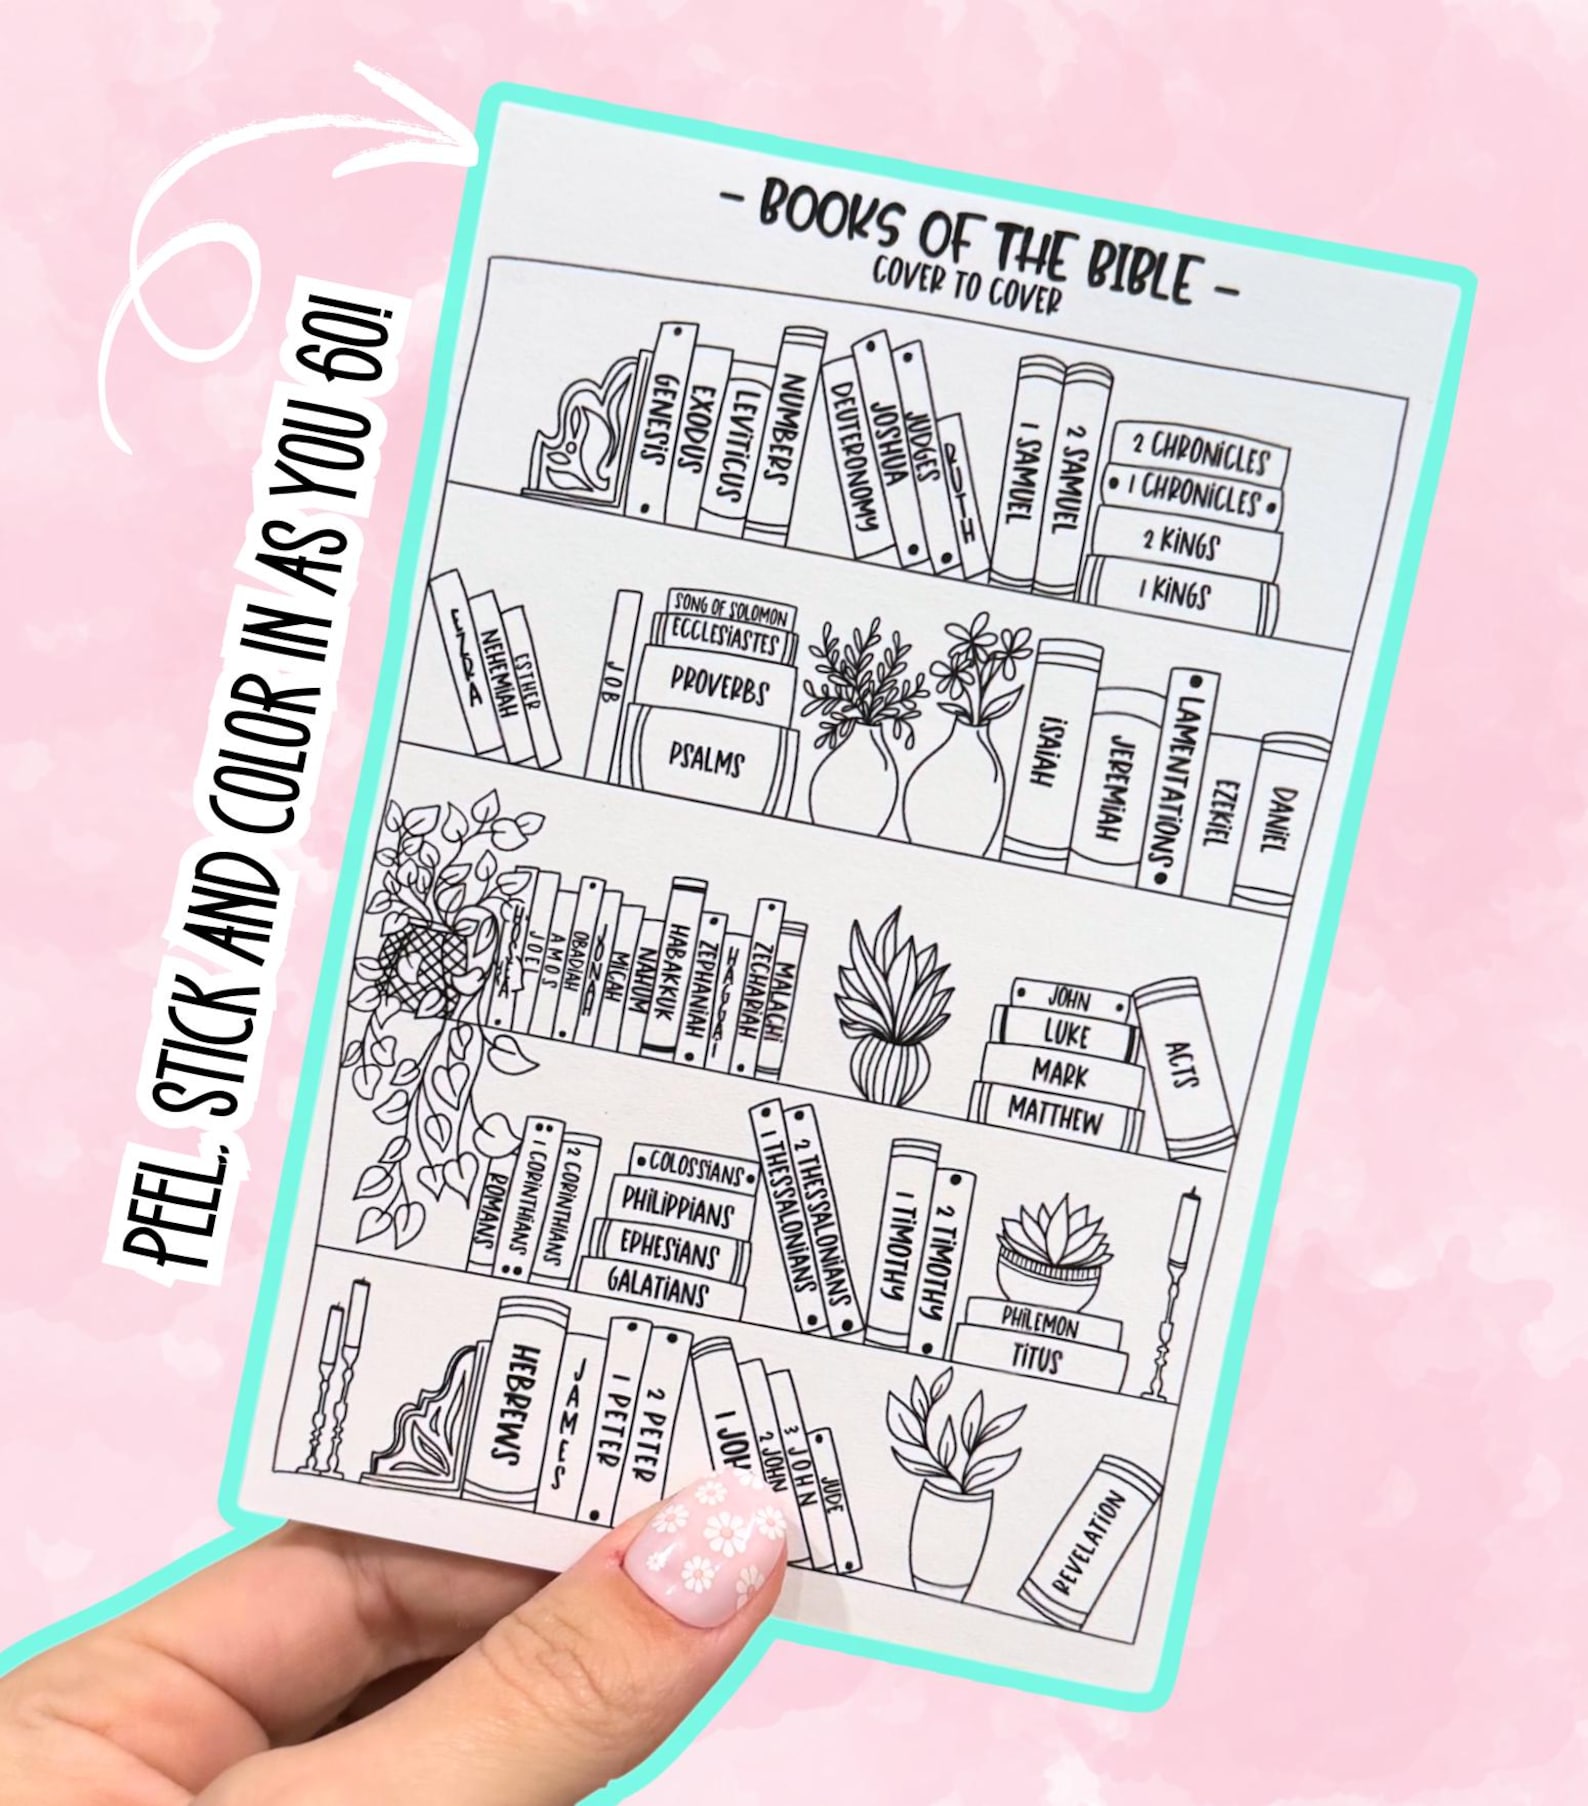 PEEL, STICK AND COLOR IN AS YOU GO!
- BOOKS OF THE BIBLE -
COVER TO COVER
GENESIS
EXODUS
LEVITICUS
NUMBERS
DEUTERONOMY
JOSHUA
JUDGES
RUTH
1 SAMUEL
2 SAMUEL
2 CHRONICLES
1 CHRONICLES
2 KINGS
1 KINGS
NEHEMIAH
ESTHER
JOB
SONG OF SOLOMON
ECCLESIASTES
PROVERBS
PSALMS
ISAIAH
JEREMIAH
LAMENTATIONS
EZEKIEL
DANIEL
JOEL
AMOS
OBADIAH
JONAH
MICAH
NAHUM
HABAKKUK
ZEPHANIAH
HAGGAI
ZECHARIAH
MALACHI
JOHN
LUKE
MARK
MATTHEW
ACTS
ROMANS
1 CORINTHIANS
2 CORINTHIANS
COLOSSIANS
PHILIPPIANS
EPHESIANS
GALATIANS
1 THESSALONIANS
2 THESSALONIANS
1 TIMOTHY
2 TIMOTHY
PHILEMON
TITUS
HEBREWS
JAMES
1 PETER
2 PETER
1 JOH
2 JOHN
3 JOHN
JUDE
REVELATION